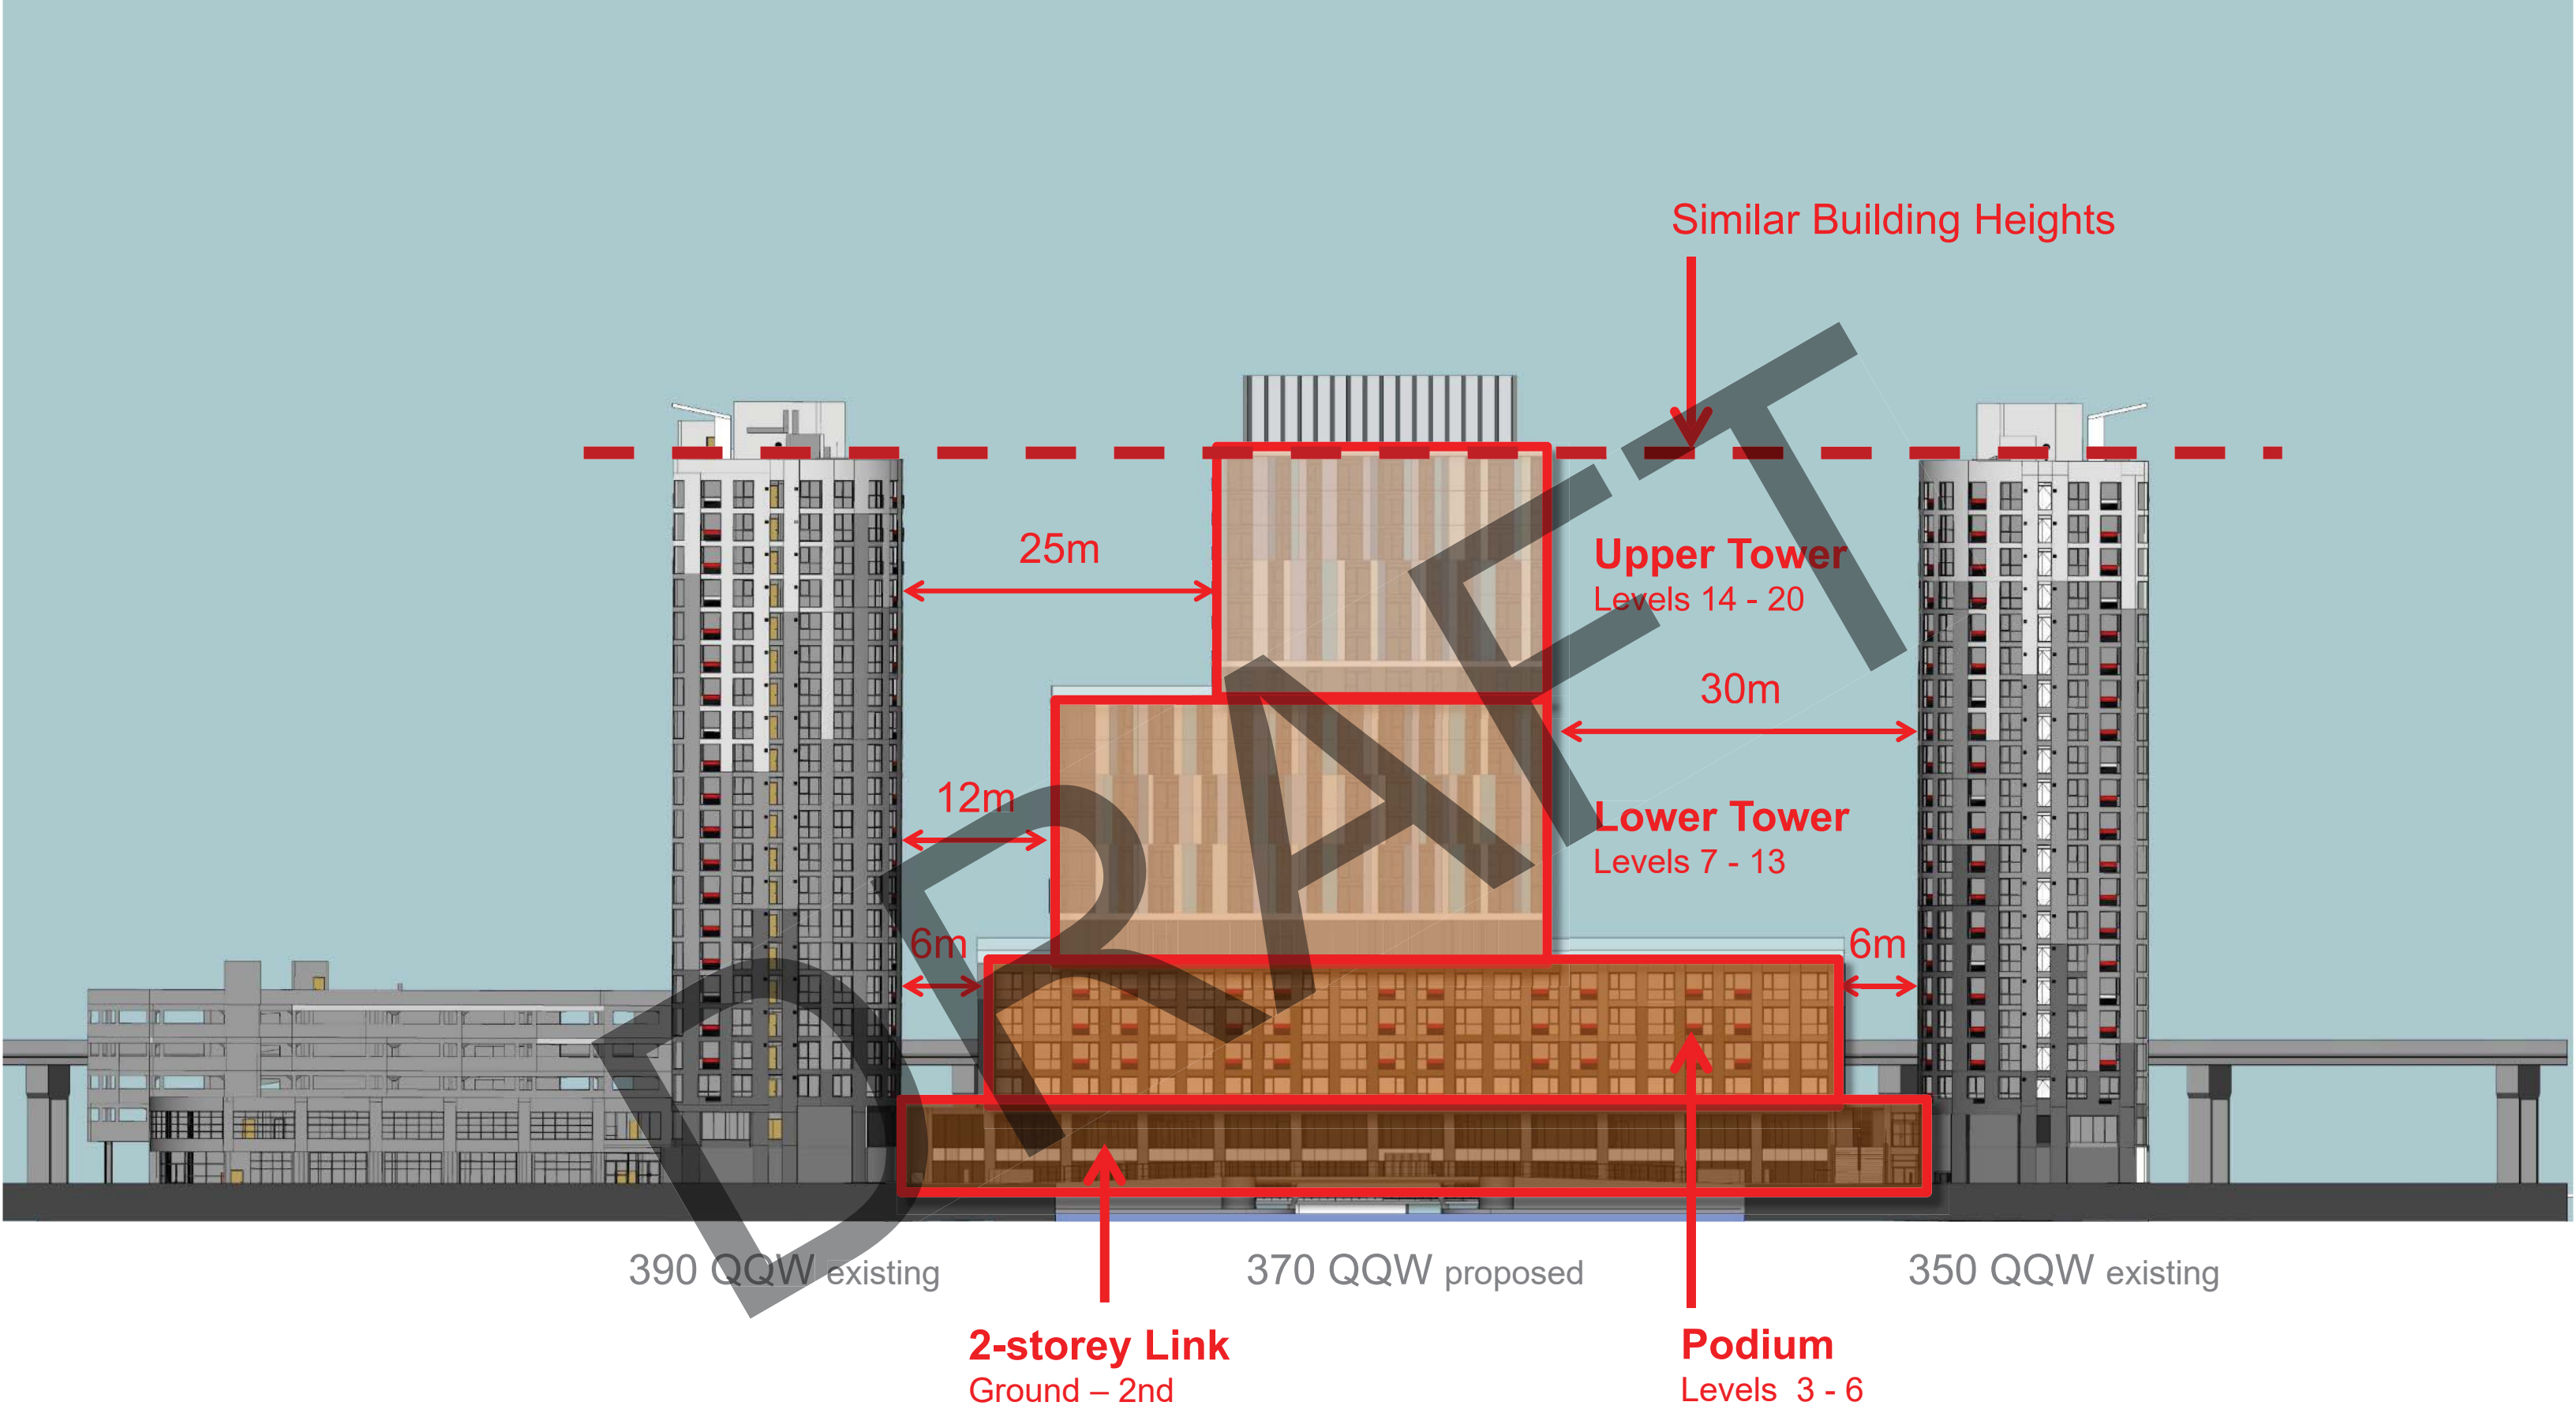 Similar Building Heights
25m
Upper Tower
Levels 14 - 20
30m
12m
Lower Tower
Levels 7 - 13
6m
6m
DRAFT
390 QQW existing
370 QQW proposed
350 QQW existing
2-storey Link
Ground – 2nd
Podium
Levels 3 - 6